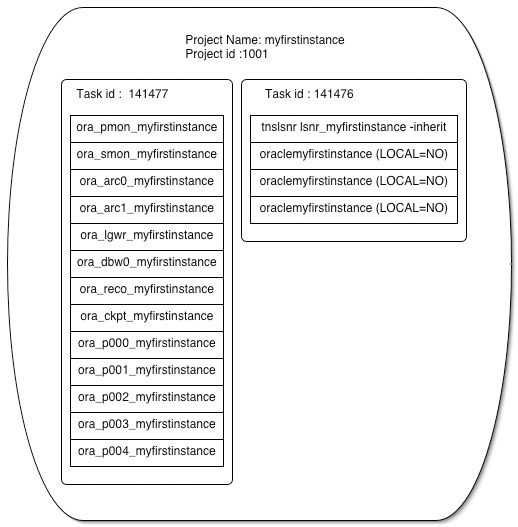 Project Name: myfirstinstance
Project id :1001
Task id :  141477
ora_pmon_myfirstinstance
ora_smon_myfirstinstance
ora_arc0_myfirstinstance
ora_arc1_myfirstinstance
ora_lgwr_myfirstinstance
ora_dbw0_myfirstinstance
ora_reco_myfirstinstance
ora_ckpt_myfirstinstance
ora_p000_myfirstinstance
ora_p001_myfirstinstance
ora_p002_myfirstinstance
ora_p003_myfirstinstance
ora_p004_myfirstinstance
Task id : 141476
tnslsnr lsnr_myfirstinstance -inherit
oraclemyfirstinstance (LOCAL=NO)
oraclemyfirstinstance (LOCAL=NO)
oraclemyfirstinstance (LOCAL=NO)